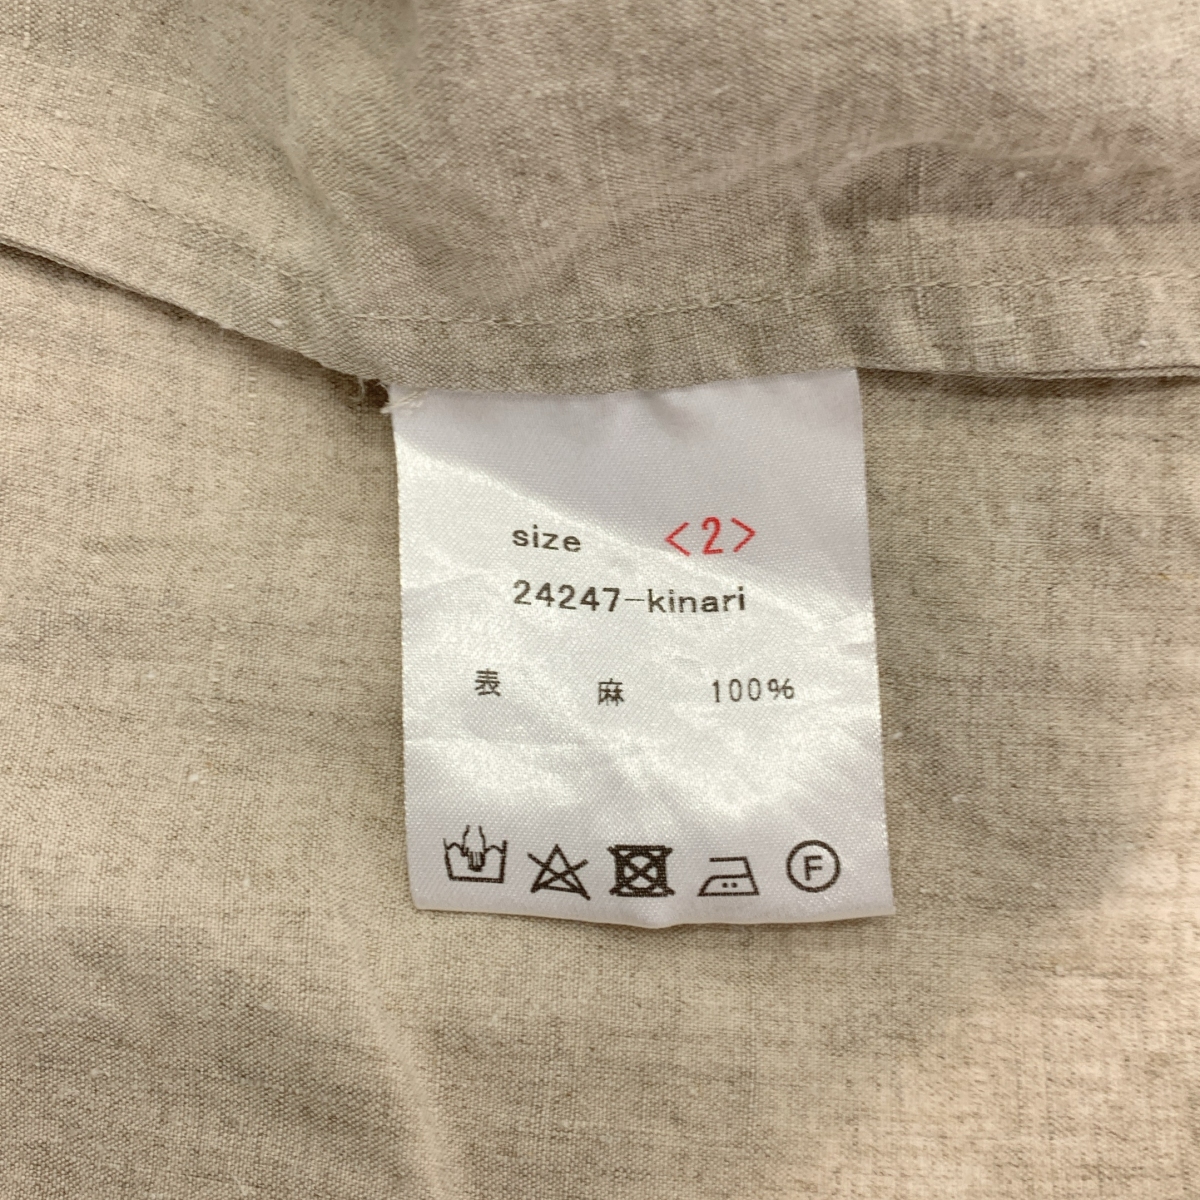 size <2>
24247-kinari
表 麻 100%
F